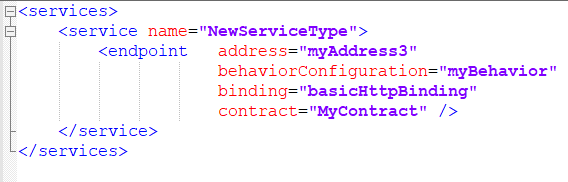 <services>
    <service name="NewServiceType">
        <endpoint   address="myAddress3"
                    behaviorConfiguration="myBehavior"
                    binding="basicHttpBinding"
                    contract="MyContract" />
    </service>
</services>